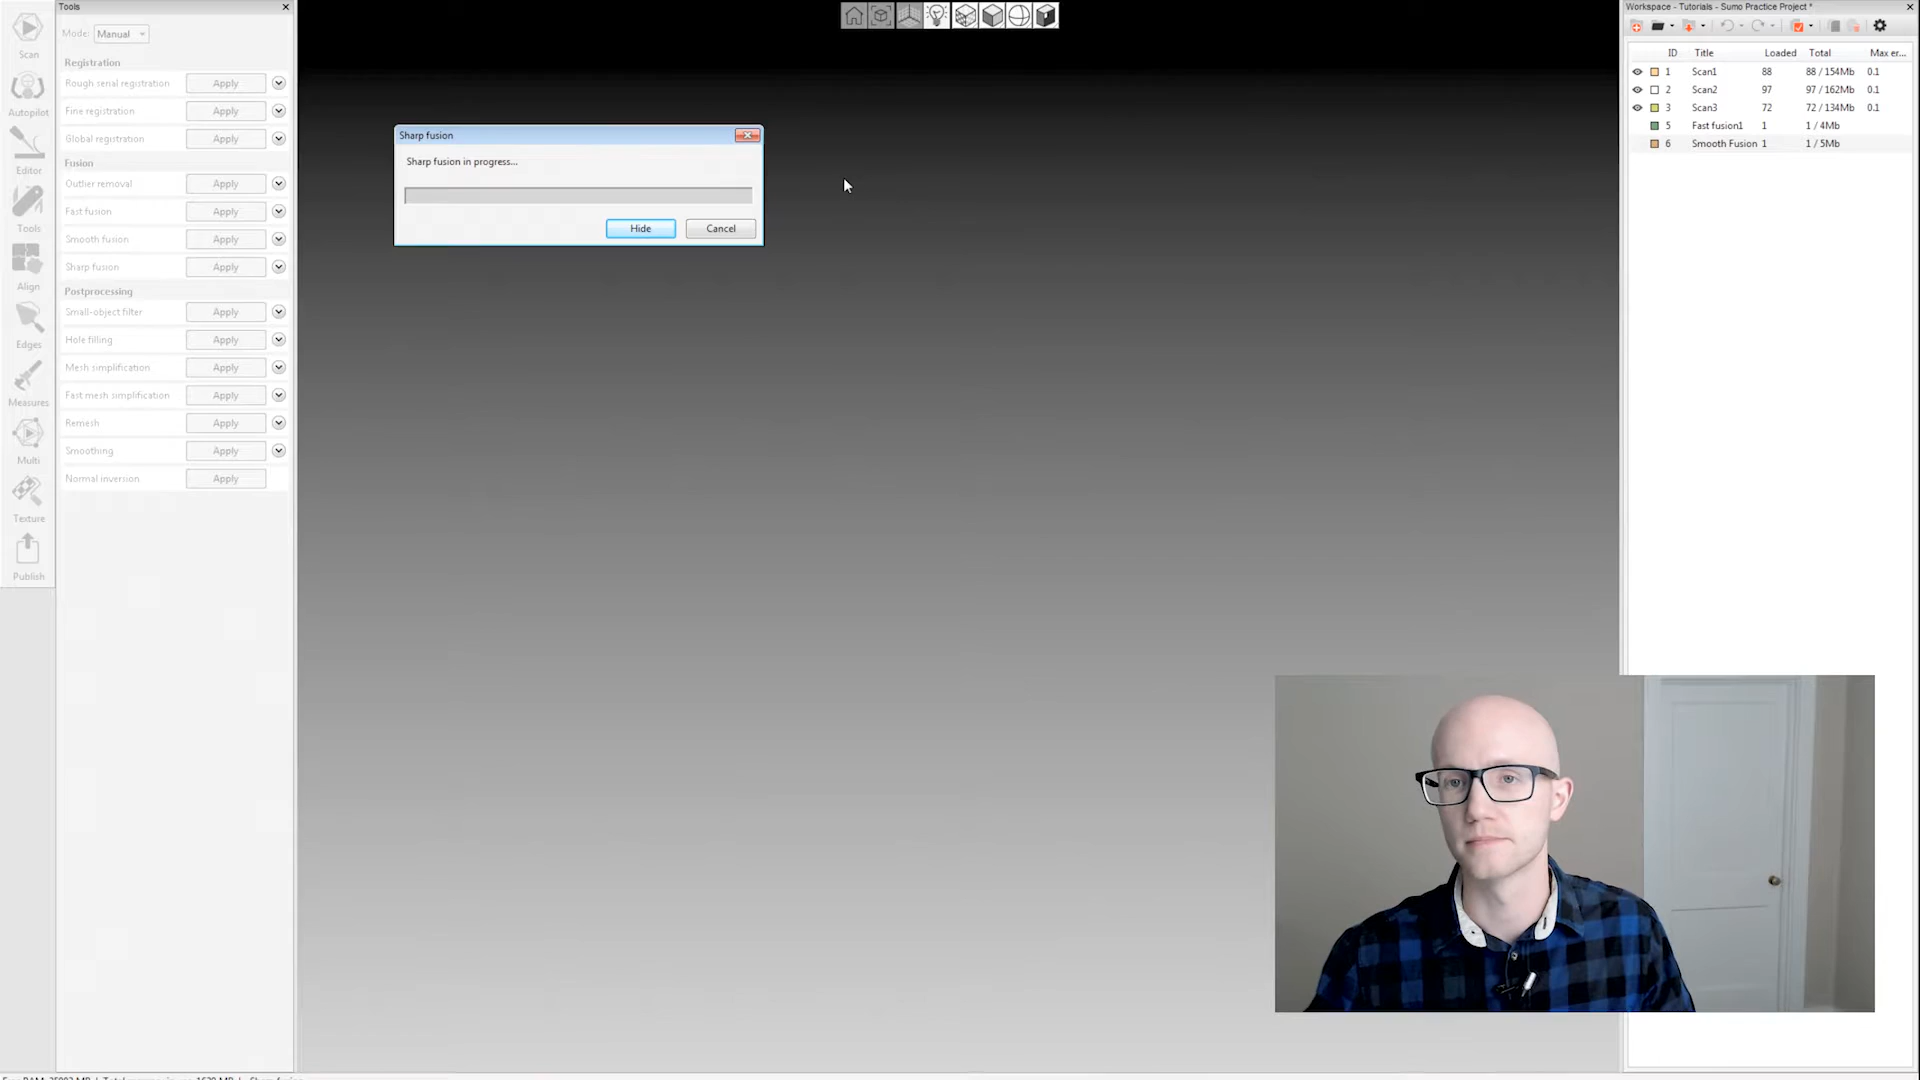 Tools
Workspace - Tutorials - Sumo Practice Project *
Mode: Manual
Scan
Autopilot
Editor
Tools
Align
Edges
Measures
Multi
Texture
Publish
Registration
Rough serial registration Apply
Fine registration Apply
Global registration Apply
Fusion
Outlier removal Apply
Fast fusion Apply
Smooth fusion Apply
Sharp fusion Apply
Postprocessing
Small-object filter Apply
Hole filling Apply
Mesh simplification Apply
Fast mesh simplification Apply
Remesh Apply
Smoothing Apply
Normal inversion Apply
Sharp fusion
Sharp fusion in progress...
Hide Cancel
ID Title Loaded Total Max er...
1 Scan1 88 88 / 154Mb 0.1
2 Scan2 97 97 / 162Mb 0.1
3 Scan3 72 72 / 134Mb 0.1
5 Fast fusion1 1 1 / 4Mb
6 Smooth Fusion 1 1 / 5Mb